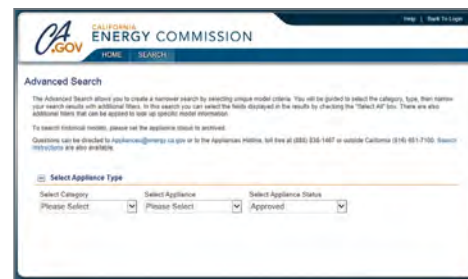 Help | Back To Login
CA
.GOV
CALIFORNIA
ENERGY COMMISSION
HOME SEARCH
Advanced Search
The Advanced Search allows you to create a narrower search by selecting unique model criteria. You will be guided to select the category, type, then narrow
your search results with additional filters. In this search you can select the fields displayed in the results by checking the "Select All" box. There are also
additional filters that can be applied to look up specific model information.
To search historical models, please set the appliance status to archived.
Questions can be directed to Appliances@energy.ca.gov or to the Appliances Hotline, toll free at (888) 838-1467 or outside California (916) 651-7100. Search
Instructions are also available.
Select Appliance Type
Select Category Select Appliance Select Appliance Status
Please Select Please Select Approved